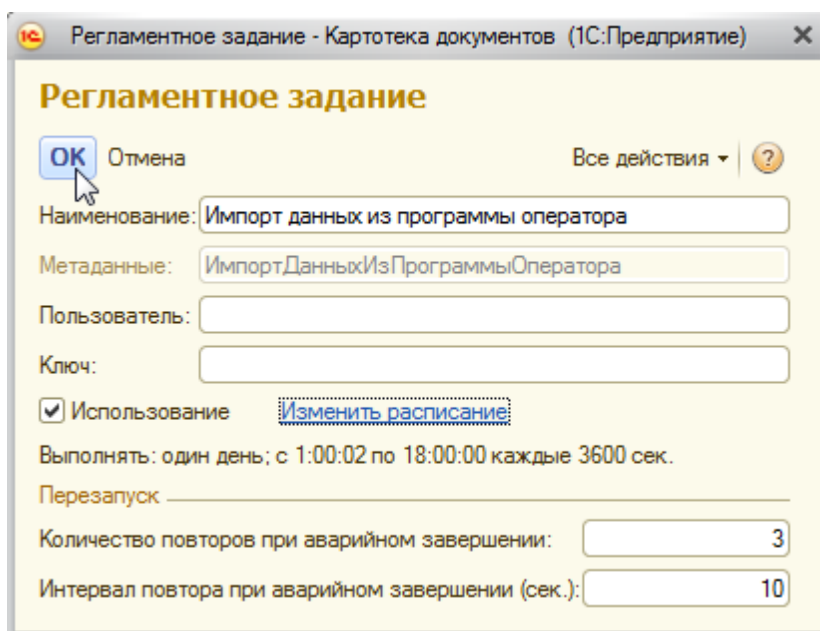 1С Регламентное задание - Картотека документов (1С:Предприятие)
Регламентное задание
ОК Отмена Все действия ?
Наименование: Импорт данных из программы оператора
Метаданные: ИмпортДанныхИзПрограммыОператора
Пользователь:
Ключ:
Использование Изменить расписание
Выполнять: один день; с 1:00:02 по 18:00:00 каждые 3600 сек.
Перезапуск
Количество повторов при аварийном завершении: 3
Интервал повтора при аварийном завершении (сек.): 10